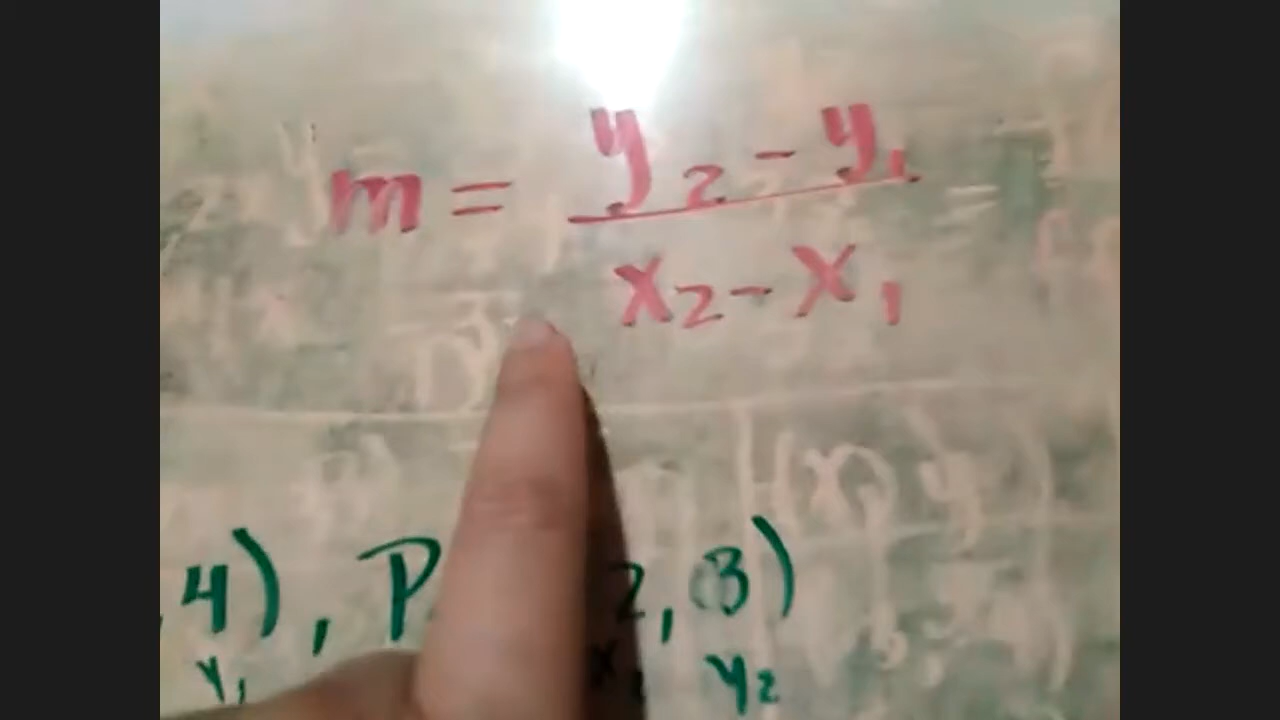 m = y₂ - y₁
x₂ - x₁
4), P 2, 3)
y₁ x y₂